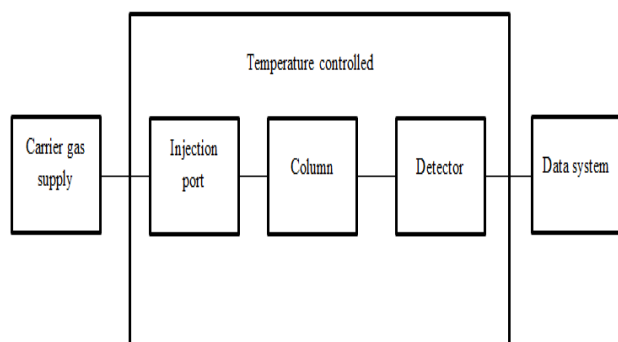 Temperature controlled
Carrier gas
supply
Injection
port
Column
Detector
Data system